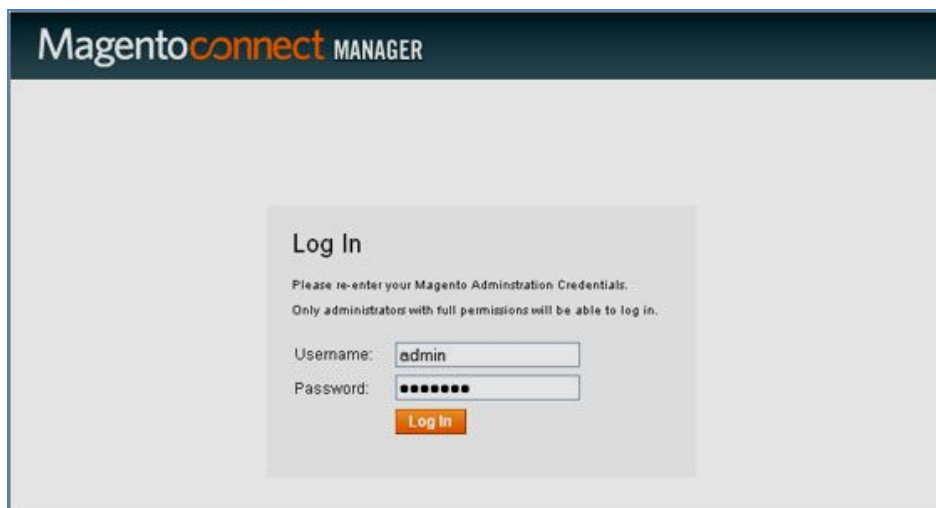 Magentoconnect MANAGER
Log In
Please re-enter your Magento Adminstration Credentials.
Only administrators with full permissions will be able to log in.
Username: admin
Password: •••••••
Log In